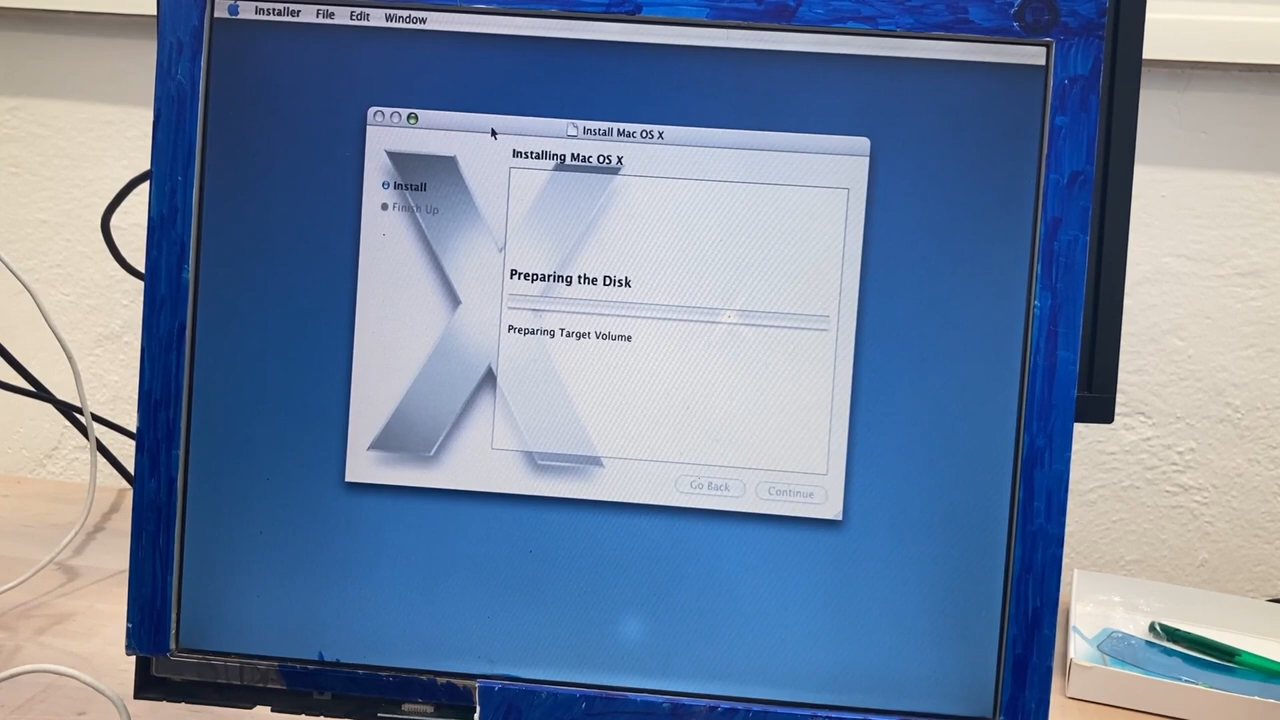 Installer File Edit Window
Install Mac OS X
Installing Mac OS X
Install
Finish Up
Preparing the Disk
Preparing Target Volume
Go Back Continue